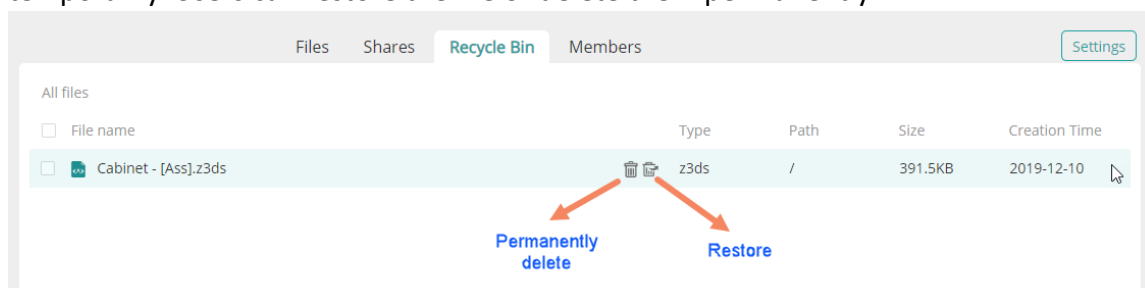 Files Shares Recycle Bin Members Settings
All files
File name Type Path Size Creation Time
Cabinet - [Ass].z3ds z3ds / 391.5KB 2019-12-10
Permanently
delete
Restore